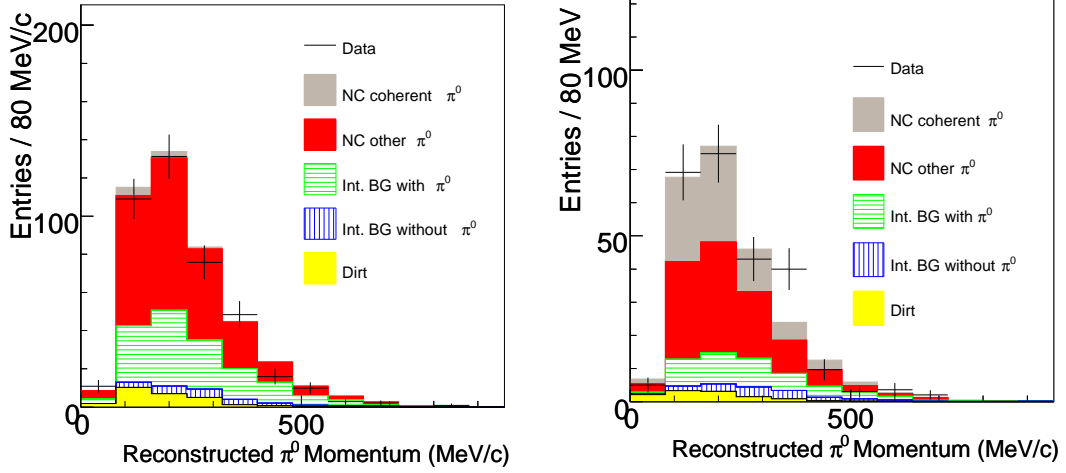 Entries / 80 MeV/c
200
100
0
0
500
Data
NC coherent π⁰
NC other π⁰
Int. BG with π⁰
Int. BG without π⁰
Dirt
Reconstructed π⁰ Momentum (MeV/c)
Entries / 80 MeV
100
50
0
0
500
Data
NC coherent π⁰
NC other π⁰
Int. BG with π⁰
Int. BG without π⁰
Dirt
Reconstructed π⁰ Momentum (MeV/c)